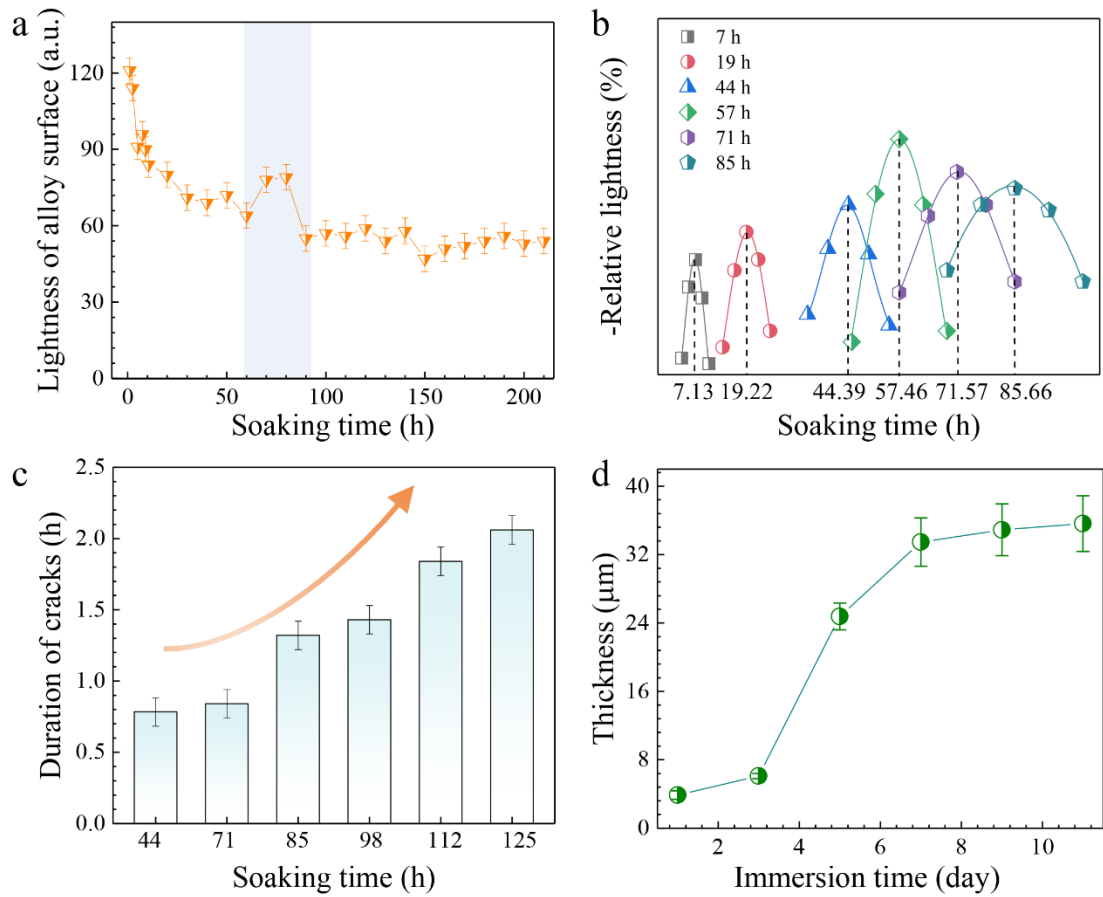 a
Lightness of alloy surface (a.u.)
120
90
60
30
0
0 50 100 150 200
Soaking time (h)
b
-Relative lightness (%)
7 h
19 h
44 h
57 h
71 h
85 h
7.13 19.22 44.39 57.46 71.57 85.66
Soaking time (h)
c
Duration of cracks (h)
2.5
2.0
1.5
1.0
0.5
0.0
44 71 85 98 112 125
Soaking time (h)
d
Thickness (μm)
40
32
24
16
8
0
2 4 6 8 10
Immersion time (day)